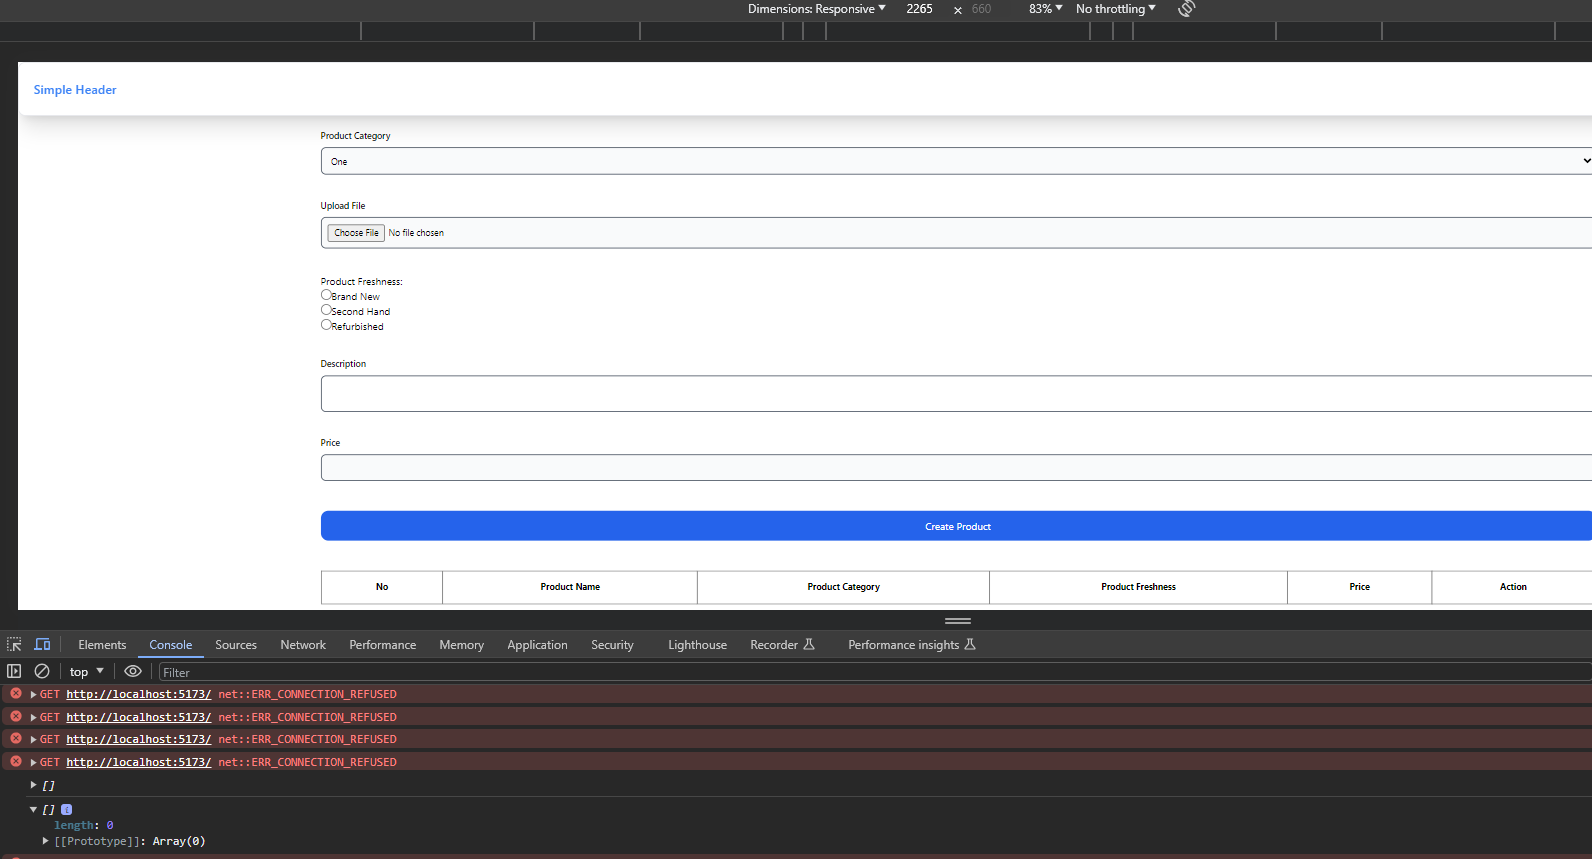 Dimensions: Responsive 2265 × 660 83% No throttling
Simple Header
Product Category
One
Upload File
Choose File No file chosen
Product Freshness:
Brand New
Second Hand
Refurbished
Description
Price
Create Product
No Product Name Product Category Product Freshness Price Action
Elements Console Sources Network Performance Memory Application Security Lighthouse Recorder Performance insights
top Filter
GET http://localhost:5173/ net::ERR_CONNECTION_REFUSED
GET http://localhost:5173/ net::ERR_CONNECTION_REFUSED
GET http://localhost:5173/ net::ERR_CONNECTION_REFUSED
GET http://localhost:5173/ net::ERR_CONNECTION_REFUSED
[]
[] i
length: 0
[[Prototype]]: Array(0)